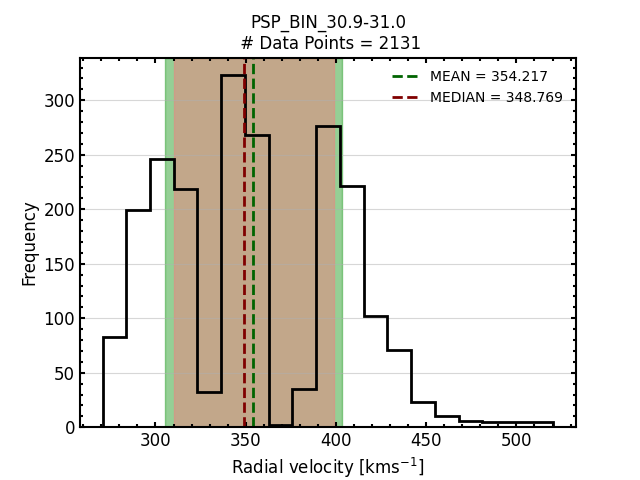 PSP_BIN_30.9-31.0
# Data Points = 2131
MEAN = 354.217
MEDIAN = 348.769
Frequency
300
250
200
150
100
50
0
300 350 400 450 500
Radial velocity [kms⁻¹]